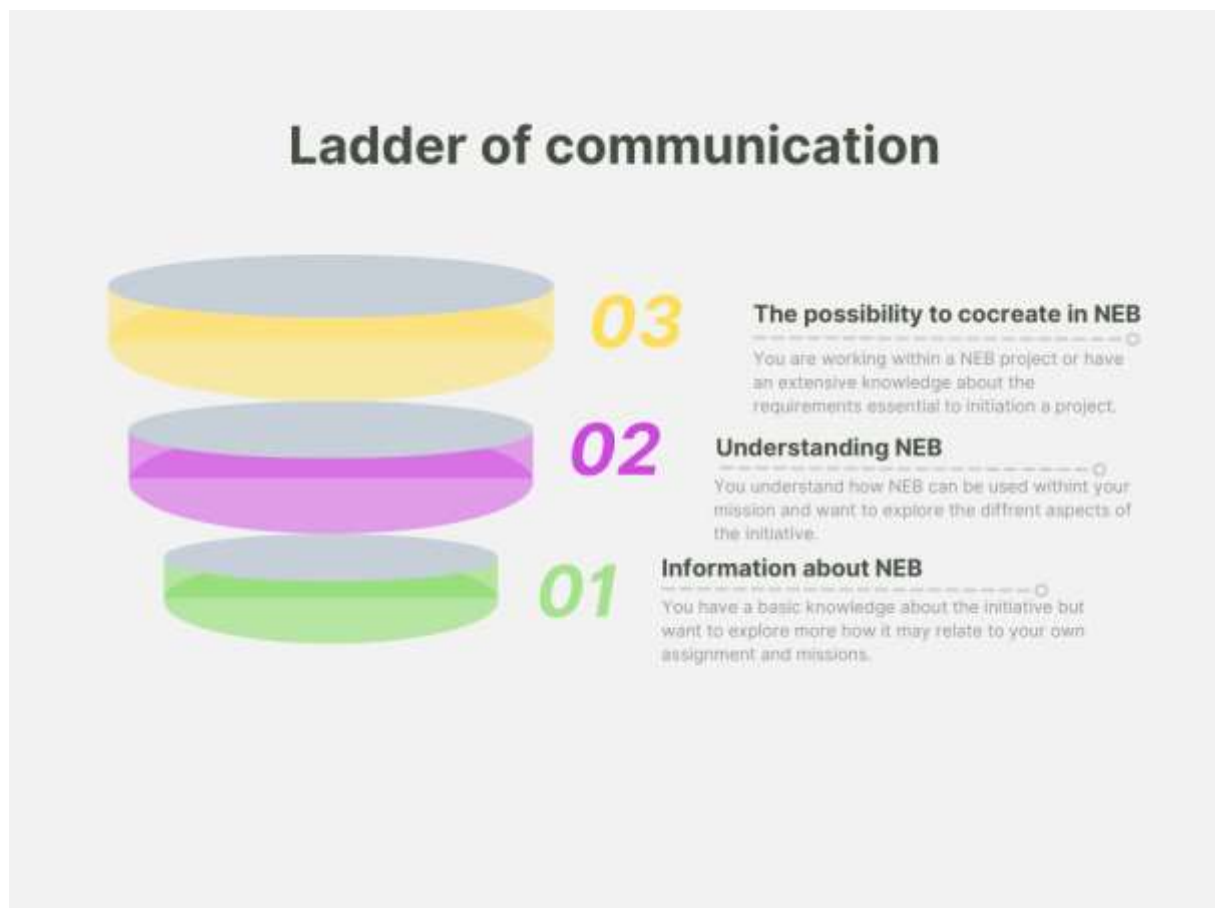 Ladder of communication
03
The possibility to cocreate in NEB
You are working within a NEB project or have
an extensive knowledge about the
requirements essential to initiation a project.
02
Understanding NEB
You understand how NEB can be used withint your
mission and want to explore the diffrent aspects of
the initiative.
01
Information about NEB
You have a basic knowledge about the initiative but
want to explore more how it may relate to your own
assignment and missions.